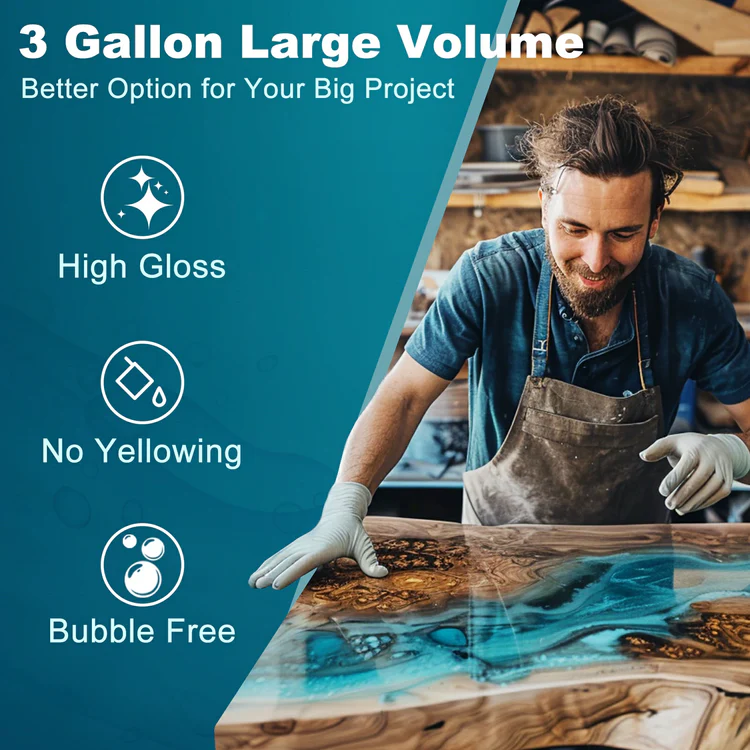 3 Gallon Large Volume
Better Option for Your Big Project
High Gloss
No Yellowing
Bubble Free